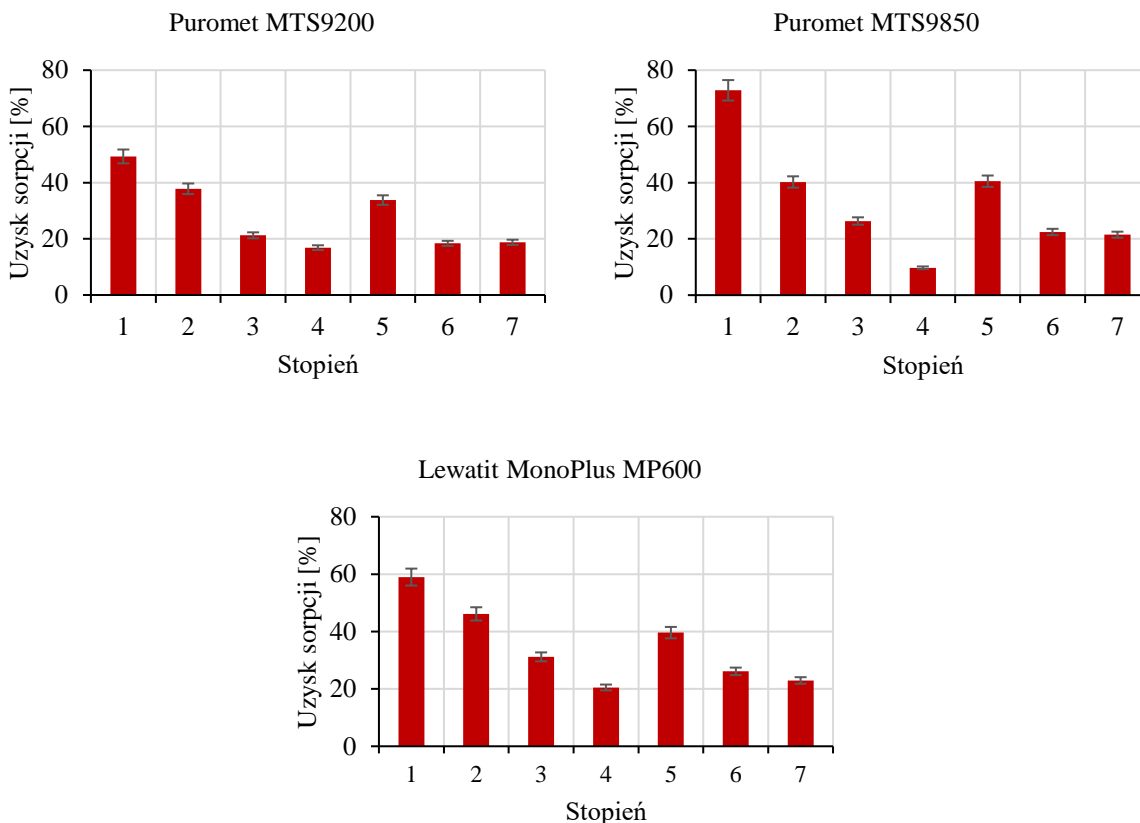 Puromet MTS9200
Uzysk sorpcji [%]
80
60
40
20
0
1 2 3 4 5 6 7
Stopień
Puromet MTS9850
Uzysk sorpcji [%]
80
60
40
20
0
1 2 3 4 5 6 7
Stopień
Lewatit MonoPlus MP600
Uzysk sorpcji [%]
80
60
40
20
0
1 2 3 4 5 6 7
Stopień